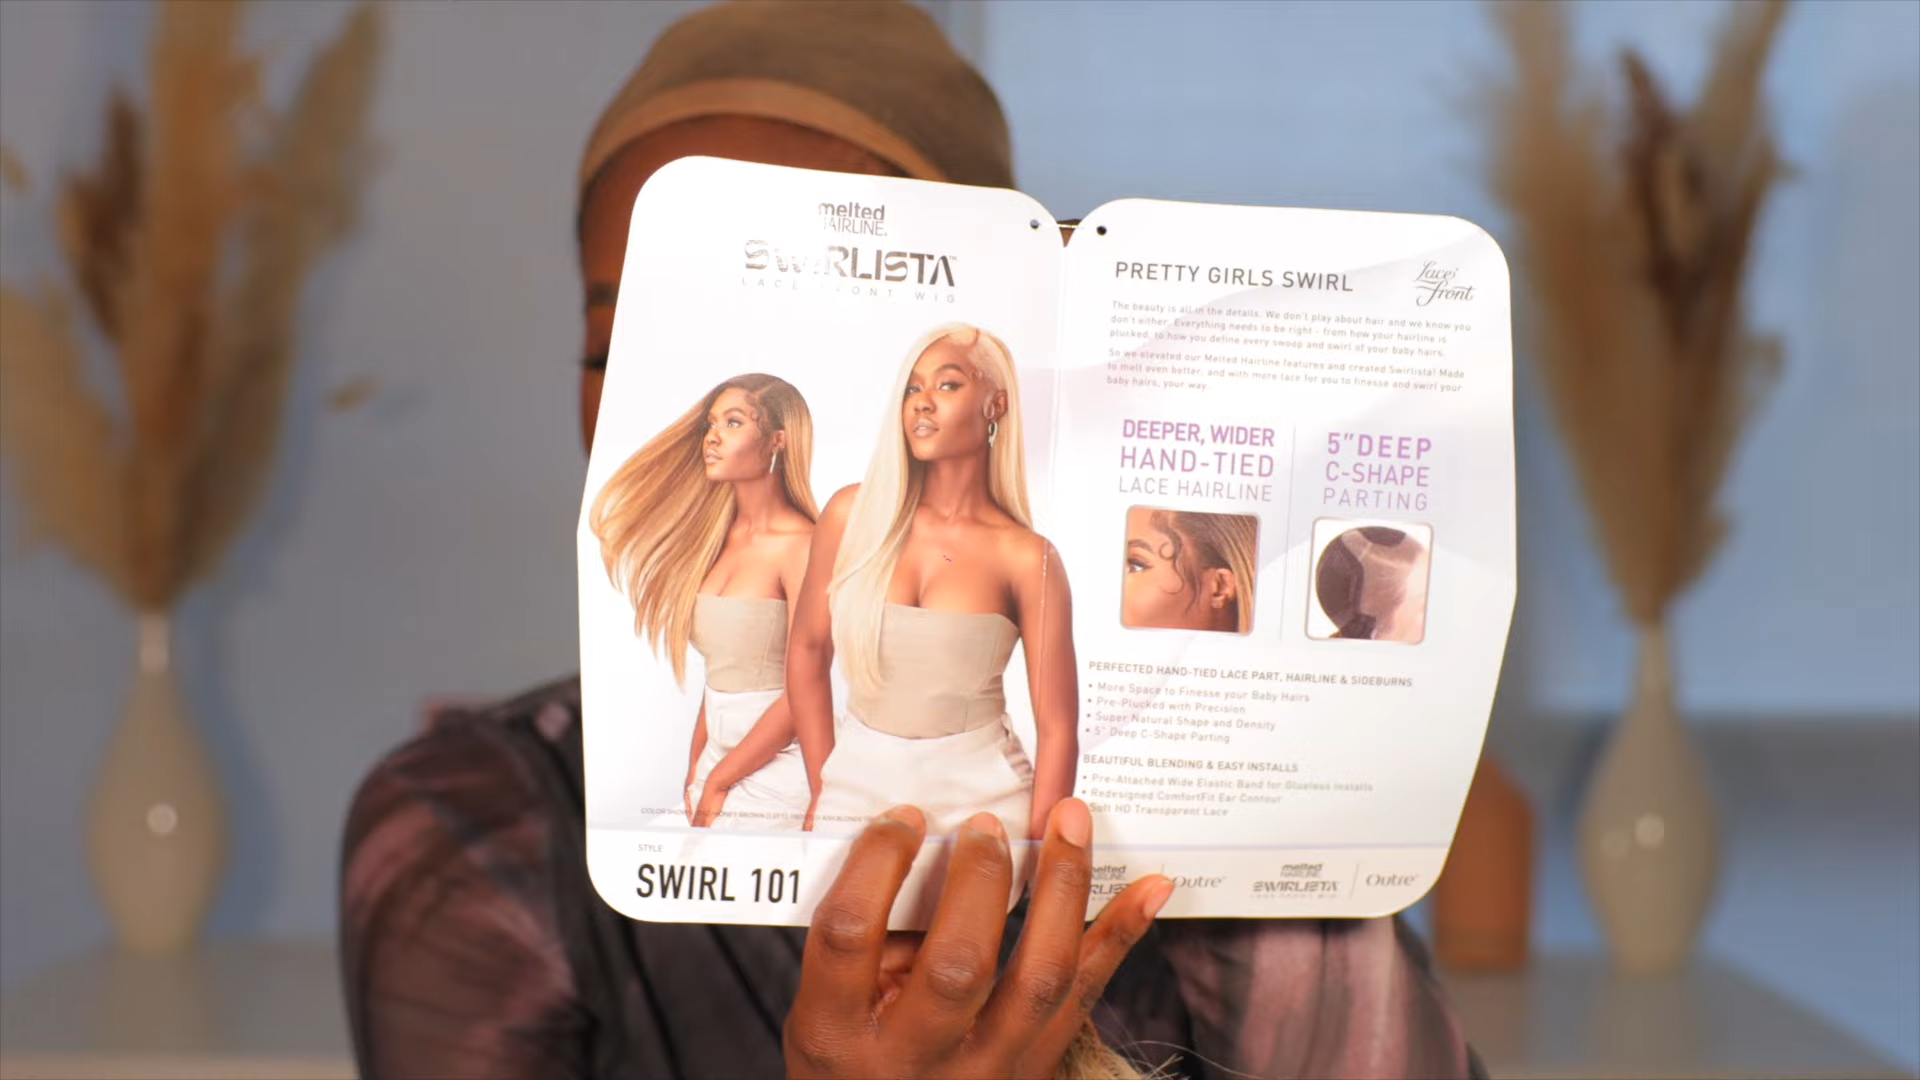 melted
HAIRLINE
SWIRLISTA™
LACE FRONT WIG
STYLE
SWIRL 101
PRETTY GIRLS SWIRL
Lace Front
The beauty is all in the details. We don't play about hair and we know you
don't either. Everything needs to be right - from how your hairline is
plucked, to how you define every swoop and swirl of your baby hairs.
So we elevated our Melted Hairline features and created Swirlista! Made
to melt even better, and with more lace for you to finesse and swirl your
baby hairs, your way.
DEEPER, WIDER
HAND-TIED
LACE HAIRLINE
5" DEEP
C-SHAPE
PARTING
PERFECTED HAND-TIED LACE PART, HAIRLINE & SIDEBURNS
• More Space to Finesse your Baby Hairs
• Pre-Plucked with Precision
• Super Natural Shape and Density
• 5" Deep C-Shape Parting
BEAUTIFUL BLENDING & EASY INSTALLS
• Pre-Attached Wide Elastic Band for Glueless Installs
• Redesigned ComfortFit Ear Contour
Soft HD Transparent Lace
melted
Outre
melted
HAIRLINE
SWIRLISTA
Outre